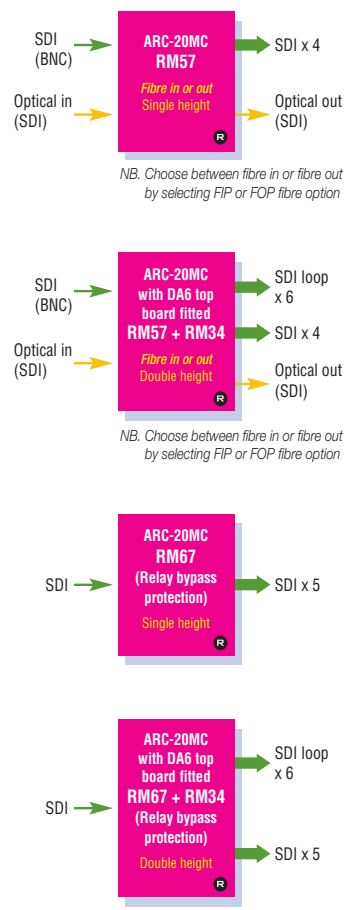 SDI
(BNC)
ARC-20MC
RM57
SDI x 4
Optical in
(SDI)
Fibre in or out
Single height
Optical out
(SDI)
R
NB. Choose between fibre in or fibre out
by selecting FIP or FOP fibre option
SDI
(BNC)
ARC-20MC
with DA6 top
board fitted
RM57 + RM34
SDI loop
x 6
SDI x 4
Optical in
(SDI)
Fibre in or out
Double height
Optical out
(SDI)
R
NB. Choose between fibre in or fibre out
by selecting FIP or FOP fibre option
ARC-20MC
RM67
(Relay bypass
protection)
SDI
SDI x 5
Single height
R
ARC-20MC
with DA6 top
board fitted
RM67 + RM34
(Relay bypass
protection)
SDI loop
x 6
SDI
SDI x 5
Double height
R